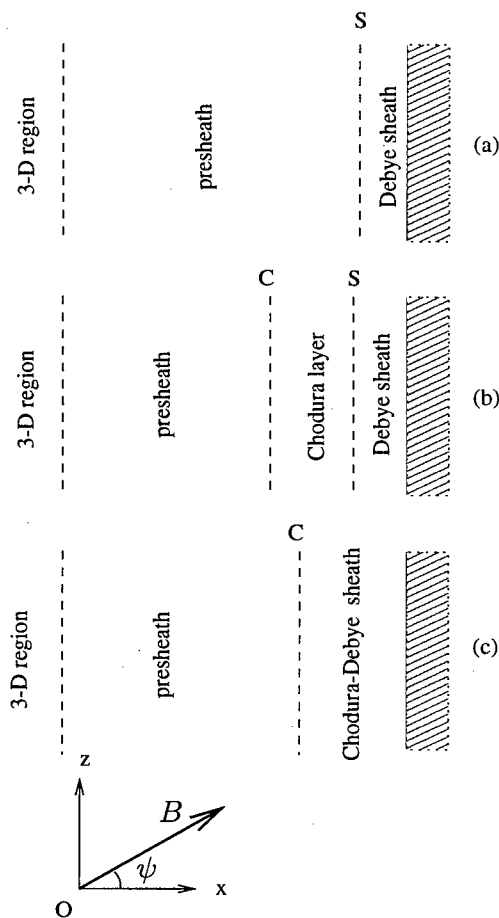 S
3-D region
presheath
Debye sheath
(a)
C
S
3-D region
presheath
Chodura layer
Debye sheath
(b)
C
3-D region
presheath
Chodura-Debye sheath
(c)
z
B
ψ
O
x